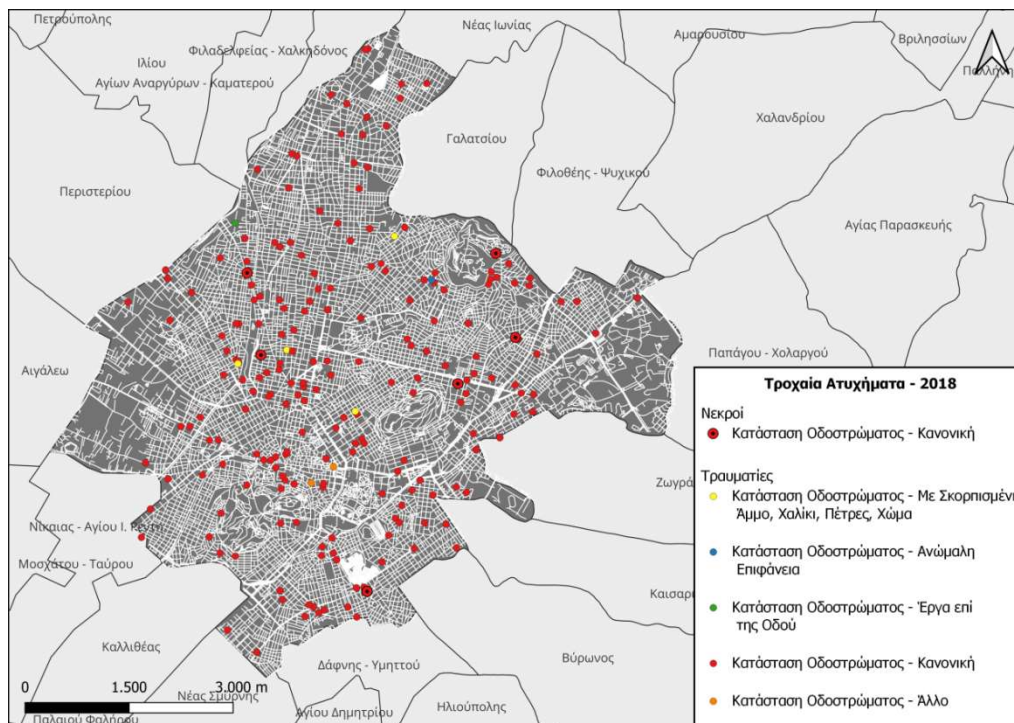 Πετρούπολης
Νέας Ιωνίας
Αμαρουσίου
Βριλησσίων
Φιλαδελφείας - Χαλκηδόνος
Ιλίου
Αγίων Αναργύρων - Καματερού
Χαλανδρίου
Γαλατσίου
Φιλοθέης - Ψυχικού
Περιστερίου
Αγίας Παρασκευής
Παπάγου - Χολαργού
Αιγάλεω
Τροχαία Ατυχήματα - 2018
Νεκροί
Κατάσταση Οδοστρώματος - Κανονική
Τραυματίες
Κατάσταση Οδοστρώματος - Με Σκορπισμένη
Άμμο, Χαλίκι, Πέτρες, Χώμα
Κατάσταση Οδοστρώματος - Ανώμαλη
Επιφάνεια
Κατάσταση Οδοστρώματος - Έργα επί
της Οδού
Κατάσταση Οδοστρώματος - Κανονική
Κατάσταση Οδοστρώματος - Άλλο
Ζωγρά
Νίκαιας - Αγίου Ι.
Μοσχάτου - Ταύρου
Καισαρ
Καλλιθέας
Δάφνης - Υμηττού
Βύρωνος
0 1.500 3.000 m
Νέας Σμύρνης
Αγίου Δημητρίου
Ηλιούπολης
Παλαιού Φαλήρου